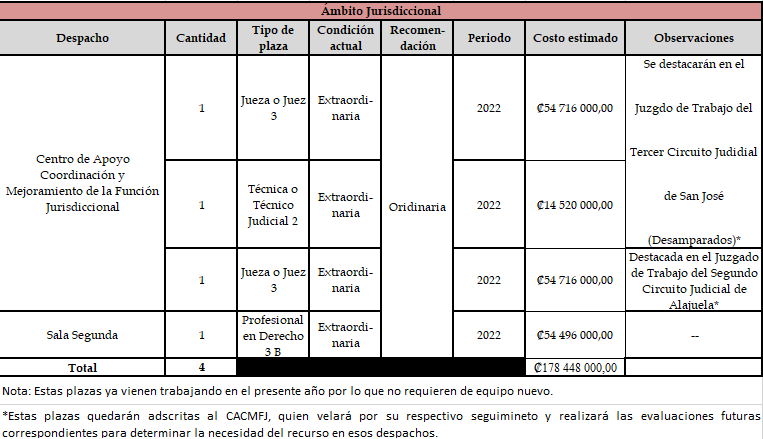 Ámbito Jurisdiccional
Despacho
Cantidad
Tipo de
plaza
Condición
actual
Recomen-
dación
Periodo
Costo estimado
Observaciones
Centro de Apoyo
Coordinación y
Mejoramiento de la Función
Jurisdiccional
1
Jueza o Juez
3
Extraordi-
naria
Oridinaria
2022
₡54 716 000,00
Se destacarán en el
Juzgdo de Trabajo del
Tercer Circuito Judidial
de San José
(Desamparados)*
1
Técnica o
Técnico
Judicial 2
Extraordi-
naria
2022
₡14 520 000,00
1
Jueza o Juez
3
Extraordi-
naria
2022
₡54 716 000,00
Destacada en el Juzgado
de Trabajo del Segundo
Circuito Judicial de
Alajuela*
Sala Segunda
1
Profesional
en Derecho
3 B
Extraordi-
naria
2022
₡54 496 000,00
--
Total
4
₡178 448 000,00
Nota: Estas plazas ya vienen trabajando en el presente año por lo que no requieren de equipo nuevo.
*Estas plazas quedarán adscritas al CACMFJ, quien velará por su respectivo seguimineto y realizará las evaluaciones futuras
correspondientes para determinar la necesidad del recurso en esos despachos.